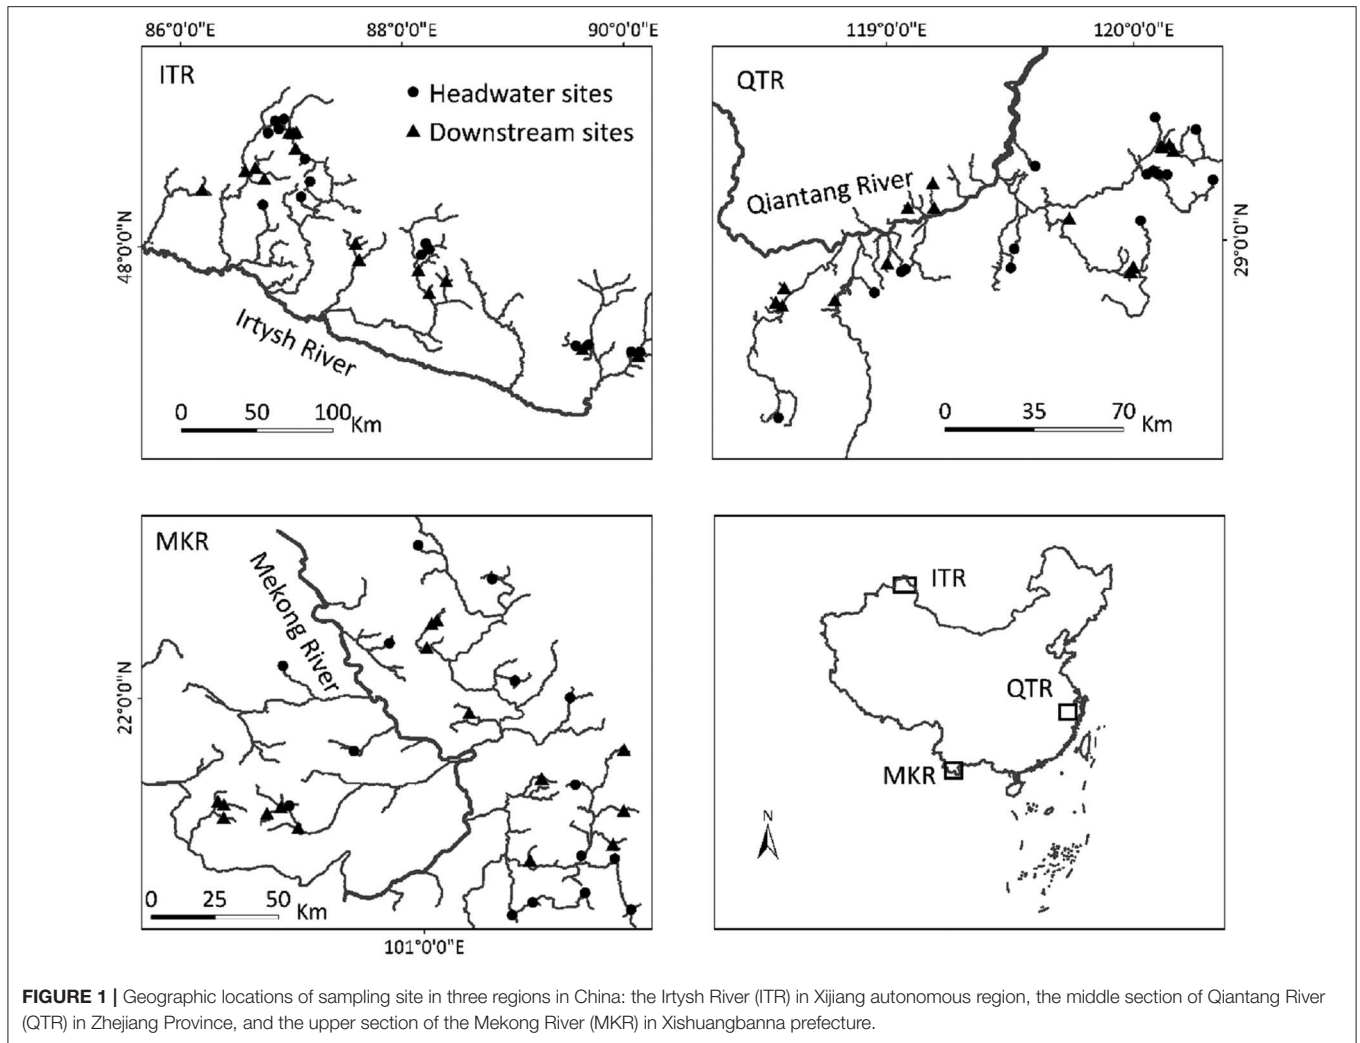 86°0'0"E 88°0'0"E 90°0'0"E
119°0'0"E 120°0'0"E
ITR
Headwater sites
Downstream sites
48°0'0"N
Irtysh River
0 50 100 Km
QTR
Qiantang River
29°0'0"N
0 35 70 Km
MKR
Mekong River
22°0'0"N
0 25 50 Km
101°0'0"E
ITR
QTR
MKR
N
FIGURE 1 | Geographic locations of sampling site in three regions in China: the Irtysh River (ITR) in Xijiang autonomous region, the middle section of Qiantang River
(QTR) in Zhejiang Province, and the upper section of the Mekong River (MKR) in Xishuangbanna prefecture.